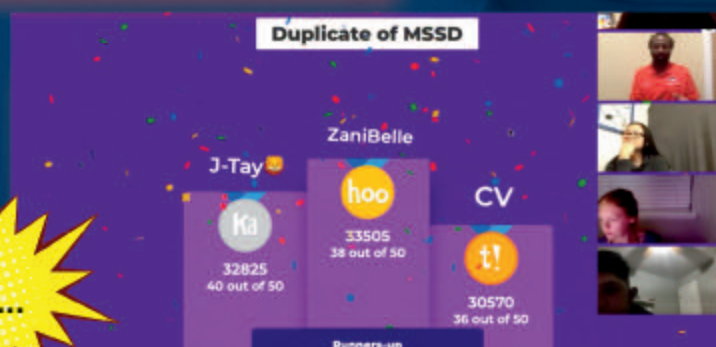 Duplicate of MSSD
ZaniBelle
J-Tay
CV
Ka
hoo
t!
33505
38 out of 50
32825
40 out of 50
30570
36 out of 50
Runners-up
...